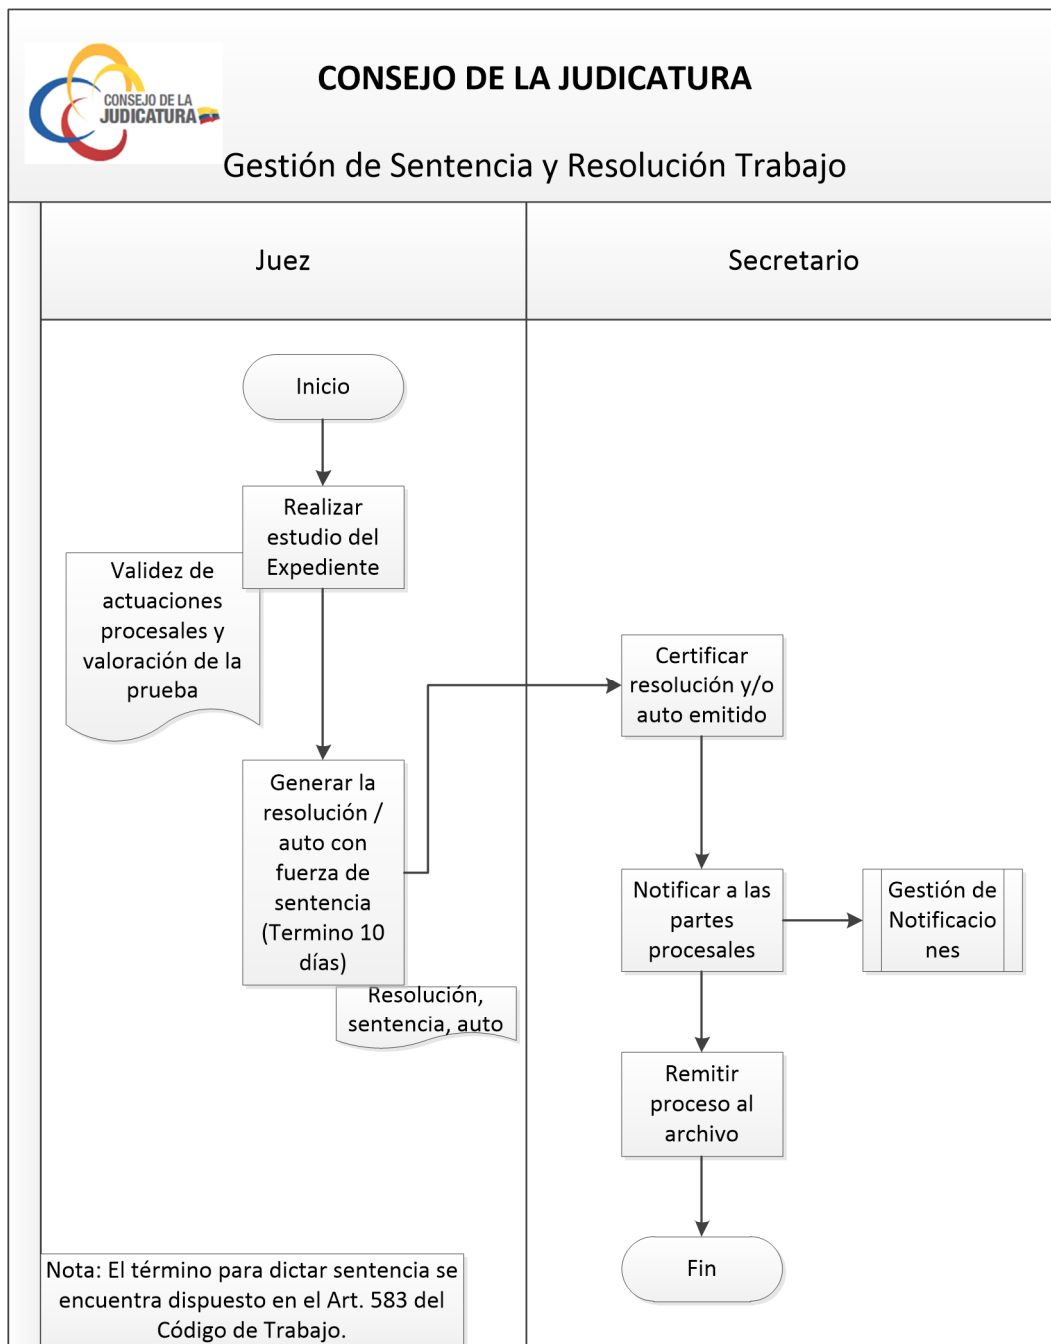 CONSEJO DE LA
JUDICATURA
CONSEJO DE LA JUDICATURA
Gestión de Sentencia y Resolución Trabajo
Juez
Secretario
Inicio
Realizar
estudio del
Expediente
Validez de
actuaciones
procesales y
valoración de la
prueba
Generar la
resolución /
auto con
fuerza de
sentencia
(Termino 10
días)
Resolución,
sentencia, auto
Certificar
resolución y/o
auto emitido
Notificar a las
partes
procesales
Gestión de
Notificacio
nes
Remitir
proceso al
archivo
Fin
Nota: El término para dictar sentencia se
encuentra dispuesto en el Art. 583 del
Código de Trabajo.